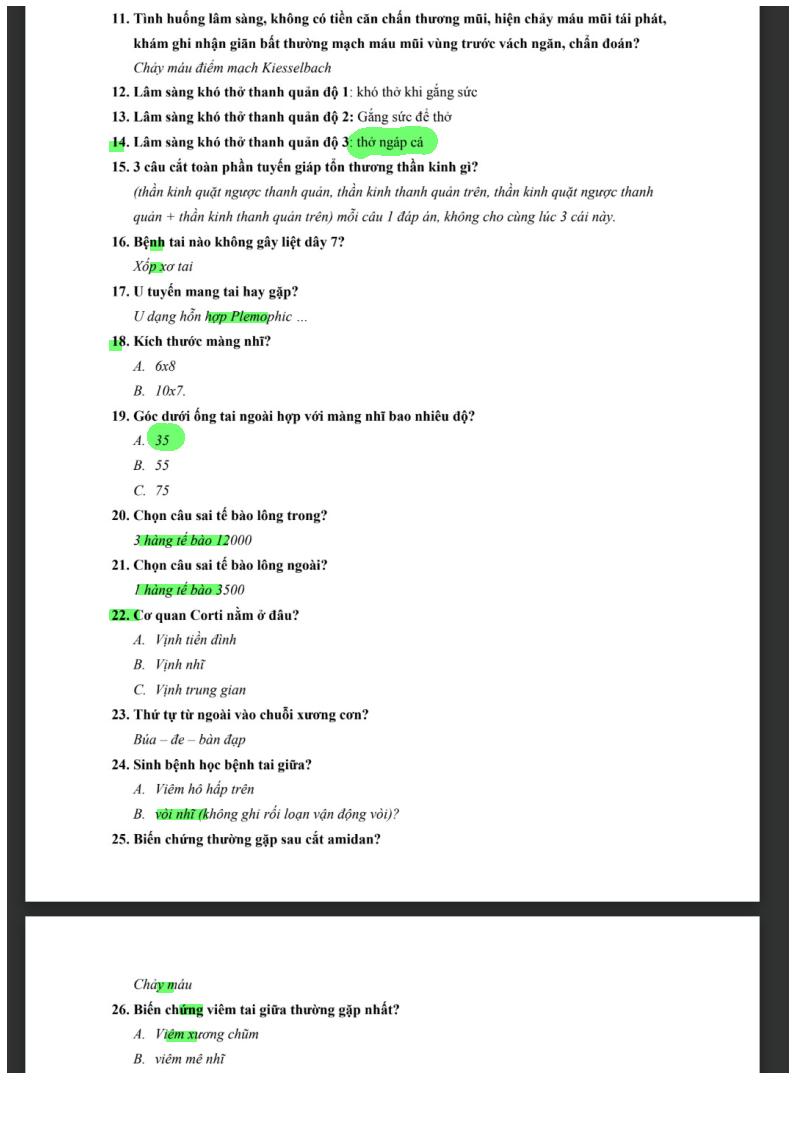 11. Tình huống lâm sàng, không có tiền căn chấn thương mũi, hiện chảy máu mũi tái phát,
khám ghi nhận giãn bất thường mạch máu mũi vùng trước vách ngăn, chẩn đoán?
Chảy máu điểm mạch Kiesselbach
12. Lâm sàng khó thở thanh quản độ 1: khó thở khi gắng sức
13. Lâm sàng khó thở thanh quản độ 2: Gắng sức để thở
14. Lâm sàng khó thở thanh quản độ 3: thở ngáp cá
15. 3 câu cắt toàn phần tuyến giáp tổn thương thần kinh gì?
(thần kinh quặt ngược thanh quản, thần kinh thanh quản trên, thần kinh quặt ngược thanh
quản + thần kinh thanh quản trên) mỗi câu 1 đáp án, không cho cùng lúc 3 cái này.
16. Bệnh tai nào không gây liệt dây 7?
Xốp xơ tai
17. U tuyến mang tai hay gặp?
U dạng hỗn hợp Plemophic ...
18. Kích thước màng nhĩ?
A. 6x8
B. 10x7.
19. Góc dưới ống tai ngoài hợp với màng nhĩ bao nhiêu độ?
A. 35
B. 55
C. 75
20. Chọn câu sai tế bào lông trong?
3 hàng tế bào 12000
21. Chọn câu sai tế bào lông ngoài?
1 hàng tế bào 3500
22. Cơ quan Corti nằm ở đâu?
A. Vịnh tiền đình
B. Vịnh nhĩ
C. Vịnh trung gian
23. Thứ tự từ ngoài vào chuỗi xương cơn?
Búa – đe – bàn đạp
24. Sinh bệnh học bệnh tai giữa?
A. Viêm hô hấp trên
B. vòi nhĩ (không ghi rối loạn vận động vòi)?
25. Biến chứng thường gặp sau cắt amidan?
Chảy máu
26. Biến chứng viêm tai giữa thường gặp nhất?
A. Viêm xương chũm
B. viêm mê nhĩ